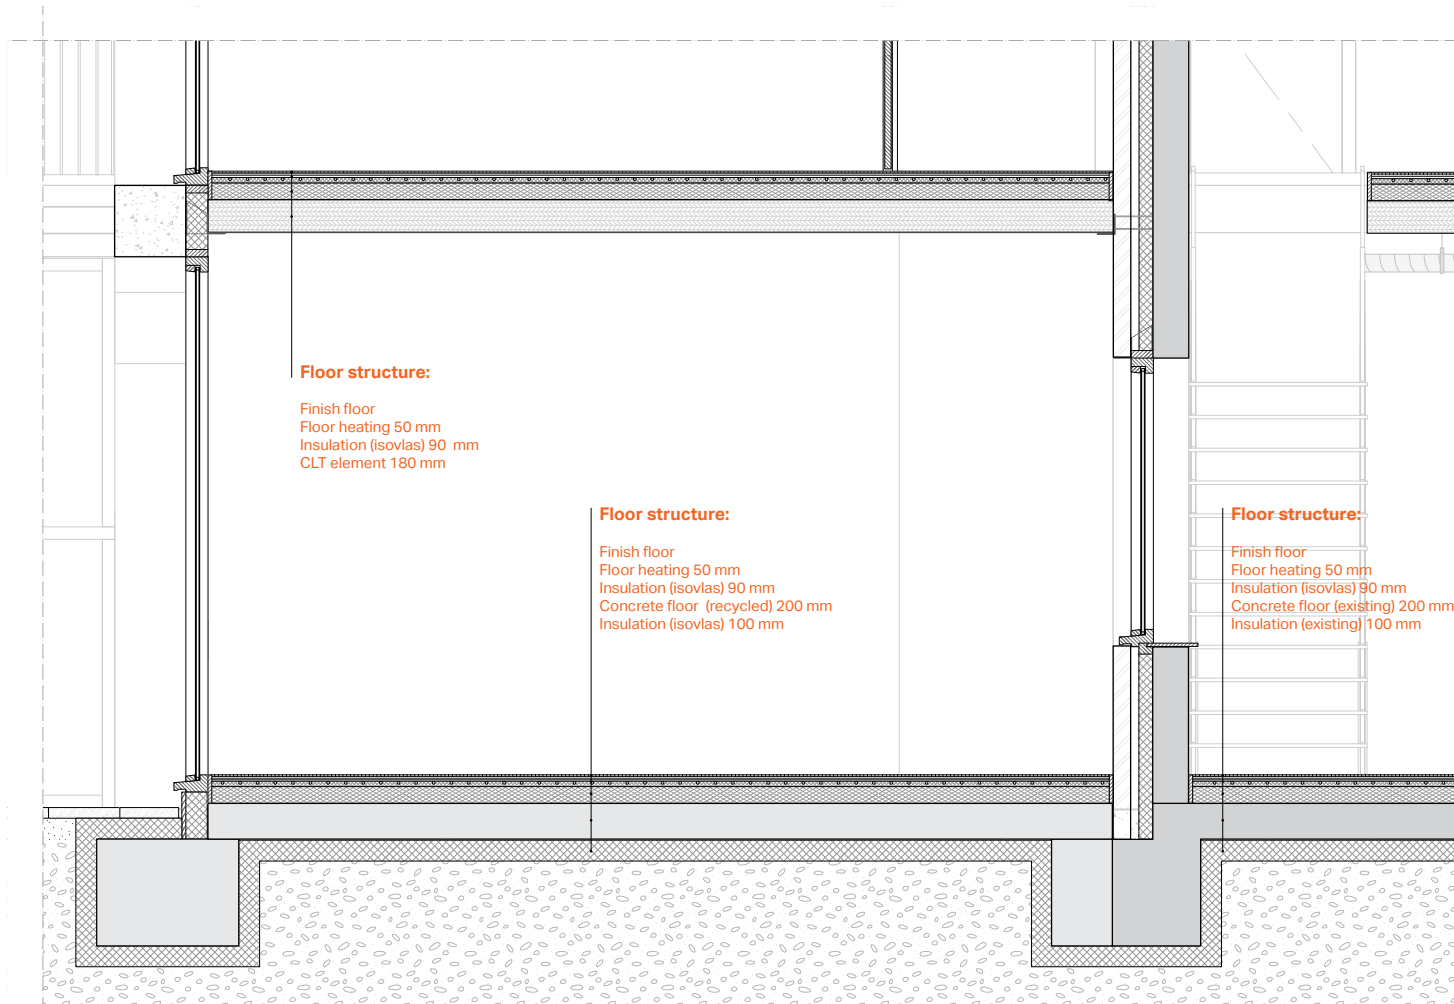 Floor structure:
Finish floor
Floor heating 50 mm
Insulation (isovlas) 90  mm
CLT element 180 mm
Floor structure:
Finish floor
Floor heating 50 mm
Insulation (isovlas) 90 mm
Concrete floor  (recycled) 200 mm
Insulation (isovlas) 100 mm
Floor structure:
Finish floor
Floor heating 50 mm
Insulation (isovlas) 90 mm
Concrete floor (existing) 200 mm
Insulation (existing) 100 mm